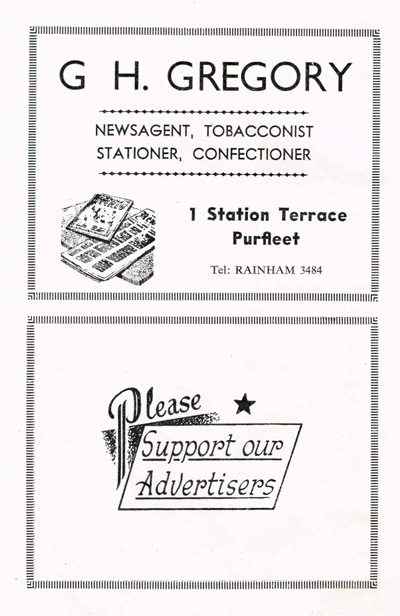 G H. GREGORY
NEWSAGENT, TOBACCONIST
STATIONER, CONFECTIONER
1 Station Terrace
Purfleet
Tel: RAINHAM 3484
Please
Support our
Advertisers